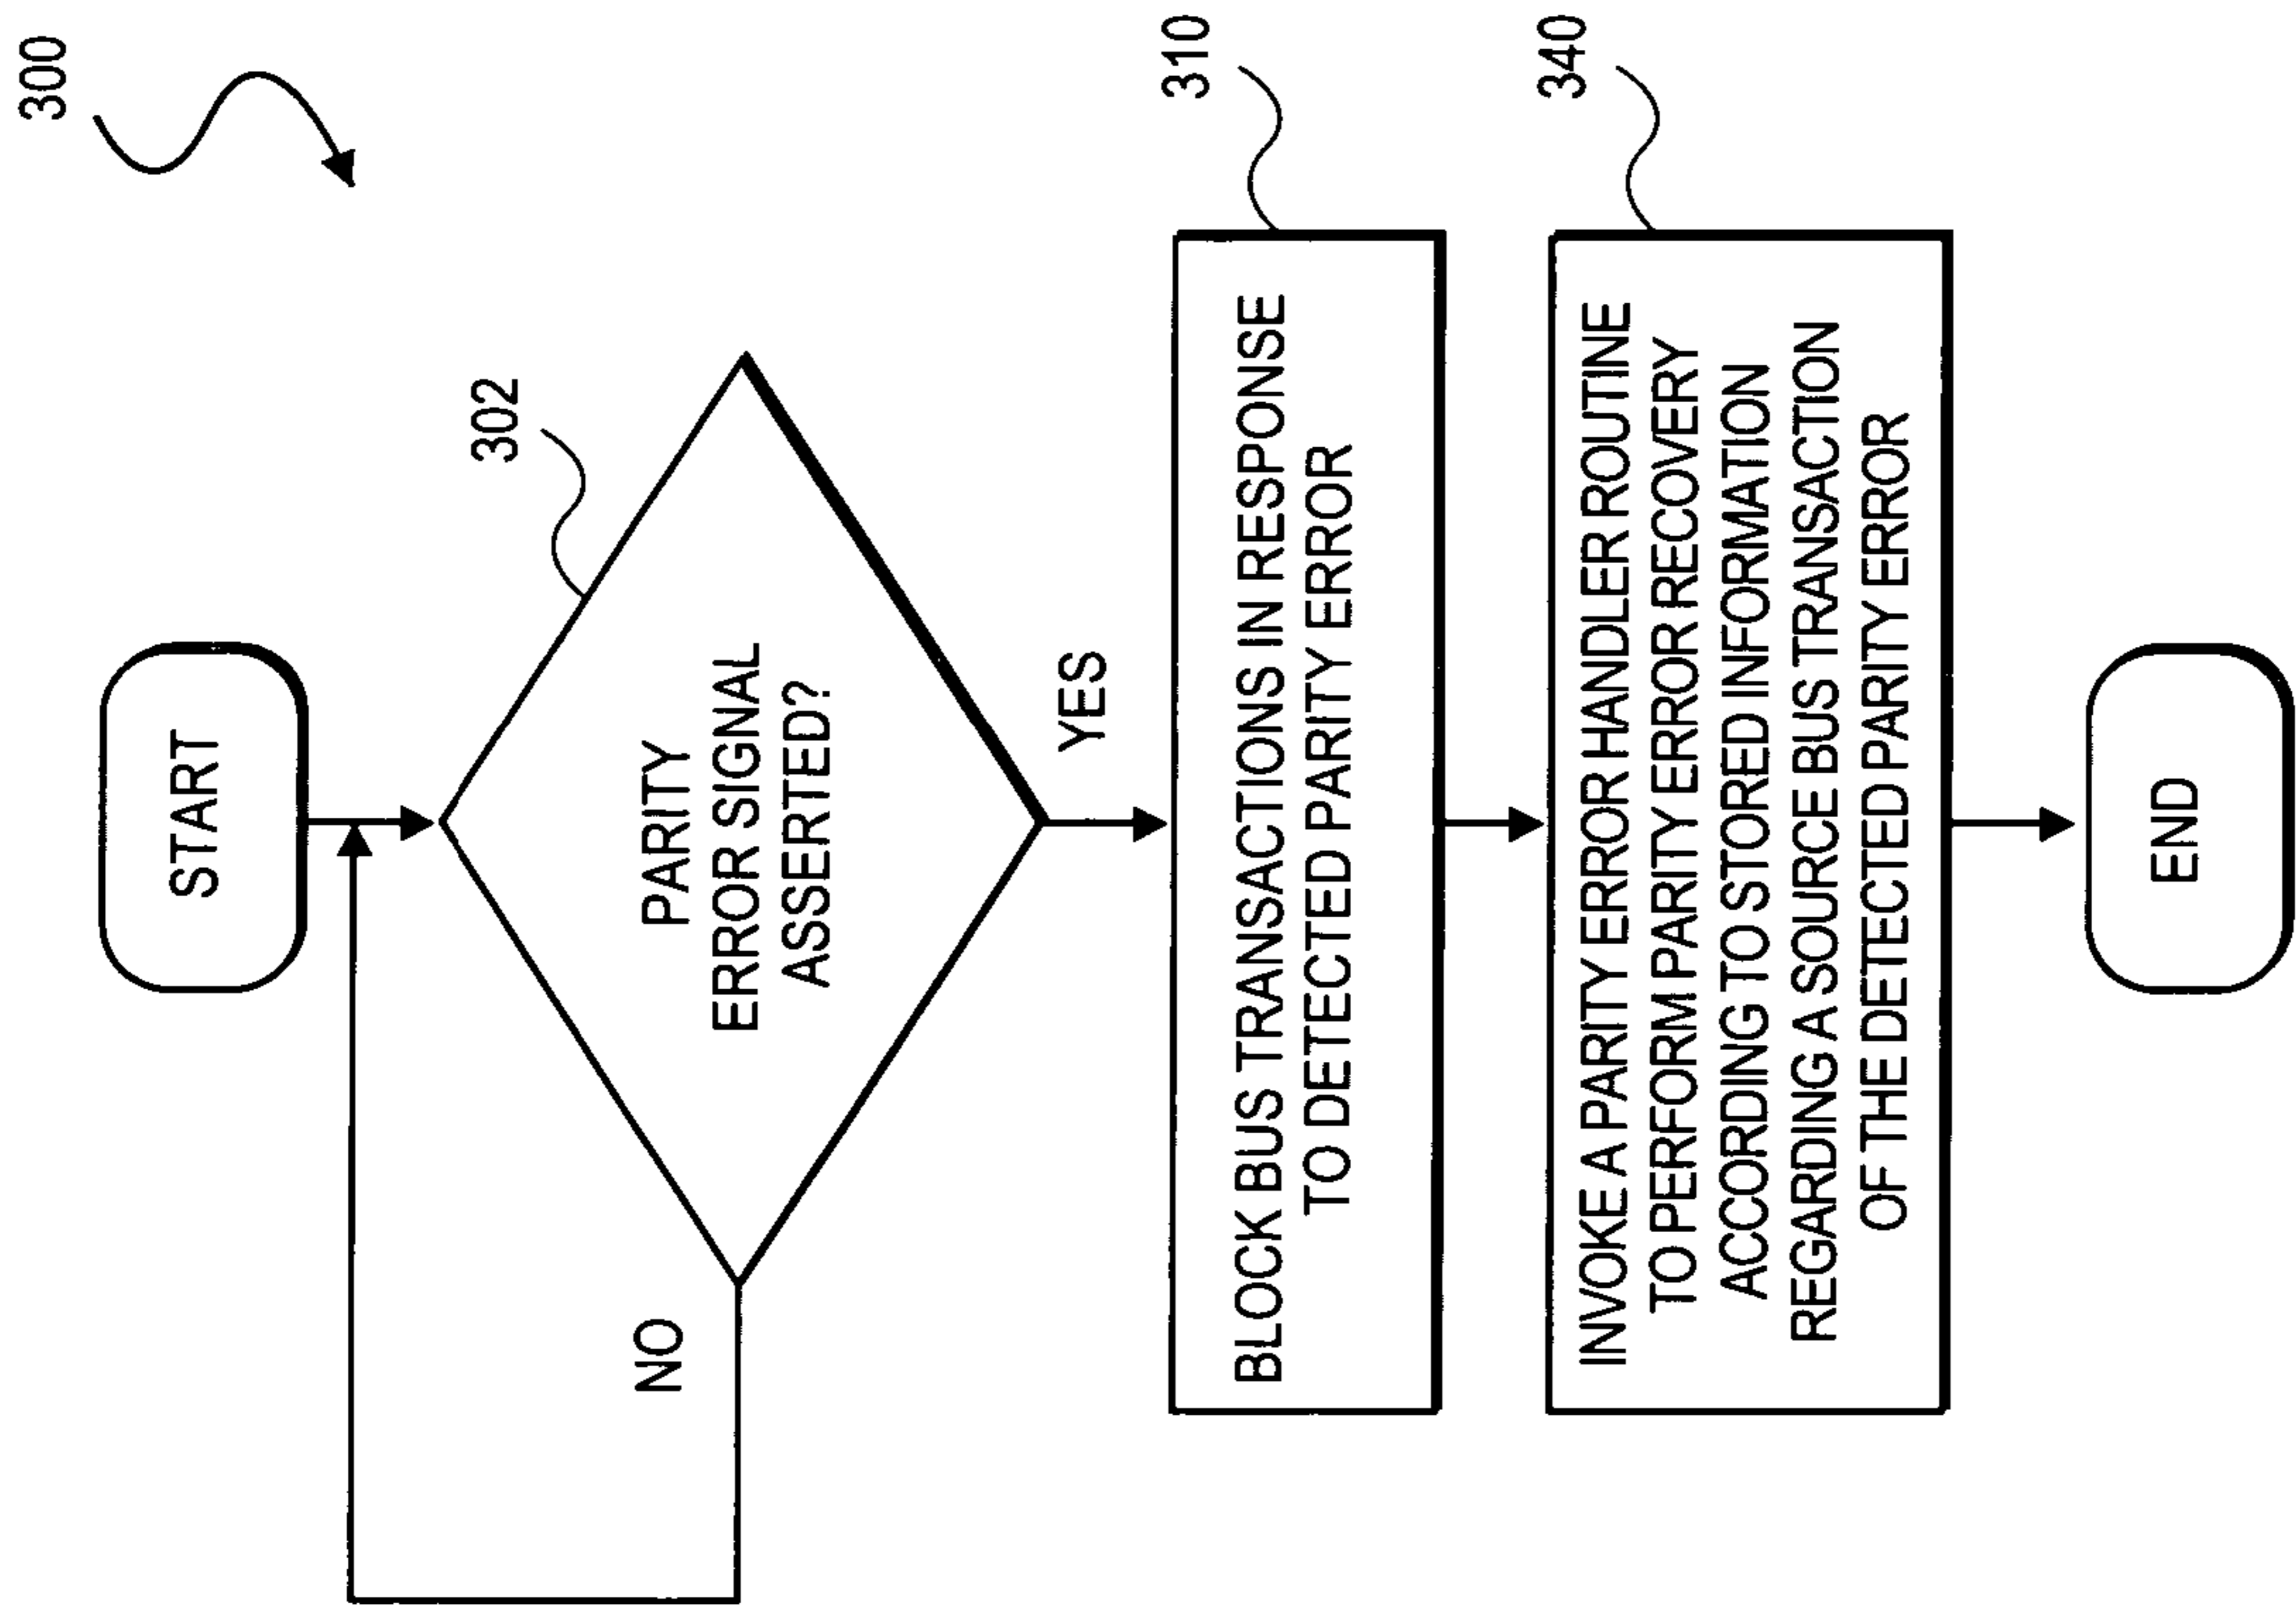 300
START
302
PARITY
ERROR SIGNAL
ASSERTED?
NO
YES
310
BLOCK BUS TRANSACTIONS IN RESPONSE
TO DETECTED PARITY ERROR
340
INVOKE A PARITY ERROR HANDLER ROUTINE
TO PERFORM PARITY ERROR RECOVERY
ACCORDING TO STORED INFORMATION
REGARDING A SOURCE BUS TRANSACTION
OF THE DETECTED PARITY ERROR
END